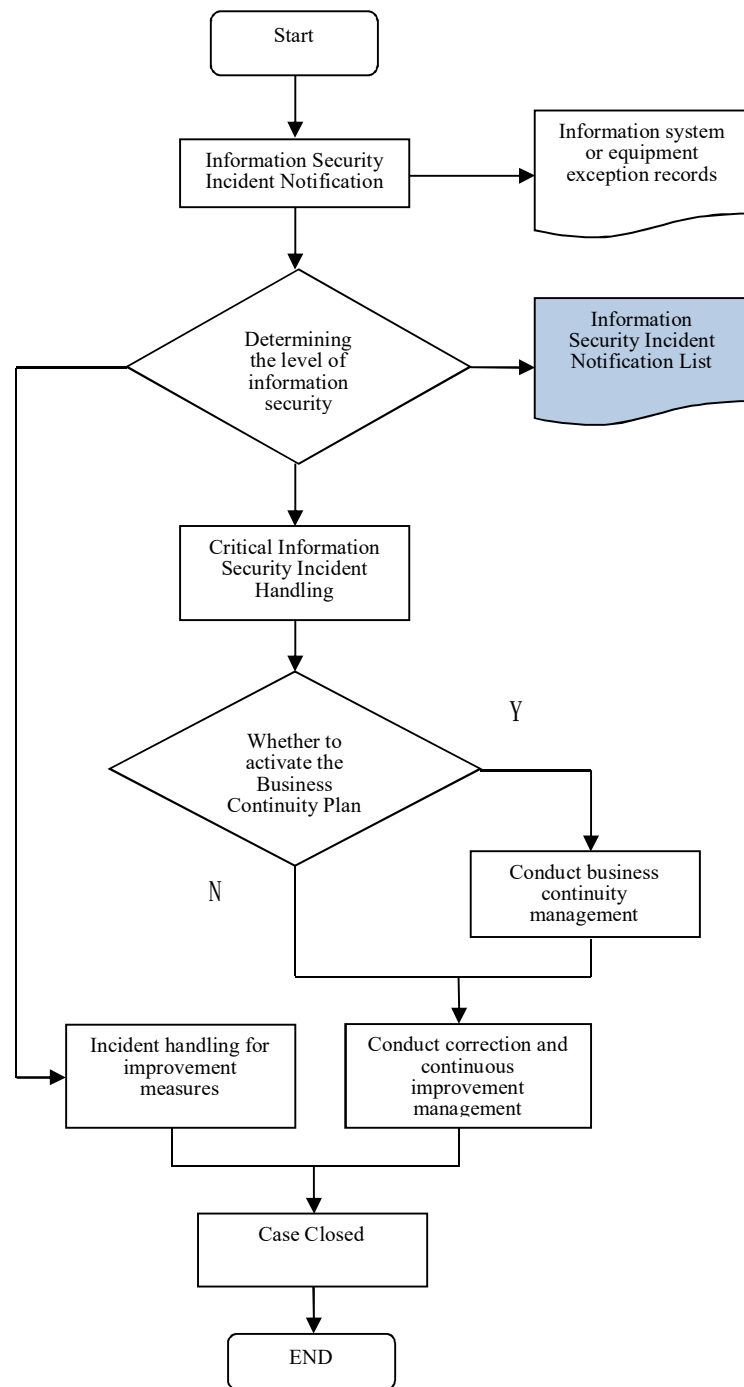 Start
Information Security
Incident Notification
Information system
or equipment
exception records
Determining
the level of
information
security
Information
Security Incident
Notification List
Critical Information
Security Incident
Handling
Y
Whether to
activate the
Business
Continuity Plan
N
Conduct business
continuity
management
Incident handling for
improvement
measures
Conduct correction and
continuous
improvement
management
Case Closed
END